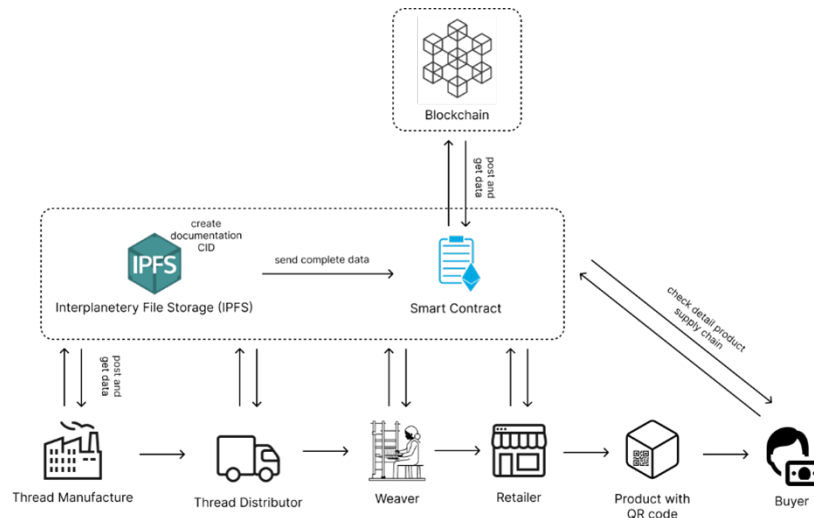 Blockchain
post and
get data
create
documentation
CID
IPFS
send complete data
Interplanetery File Storage (IPFS)
Smart Contract
check detail product
supply chain
post and
get data
Thread Manufacture
Thread Distributor
Weaver
Retailer
Product with
QR code
Buyer